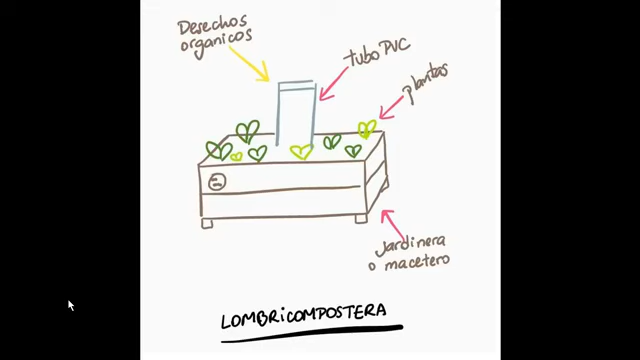 Desechos
organicos
tubo PVC
plantas
Jardinera
o macetero
LOMBRICOMPOSTERA